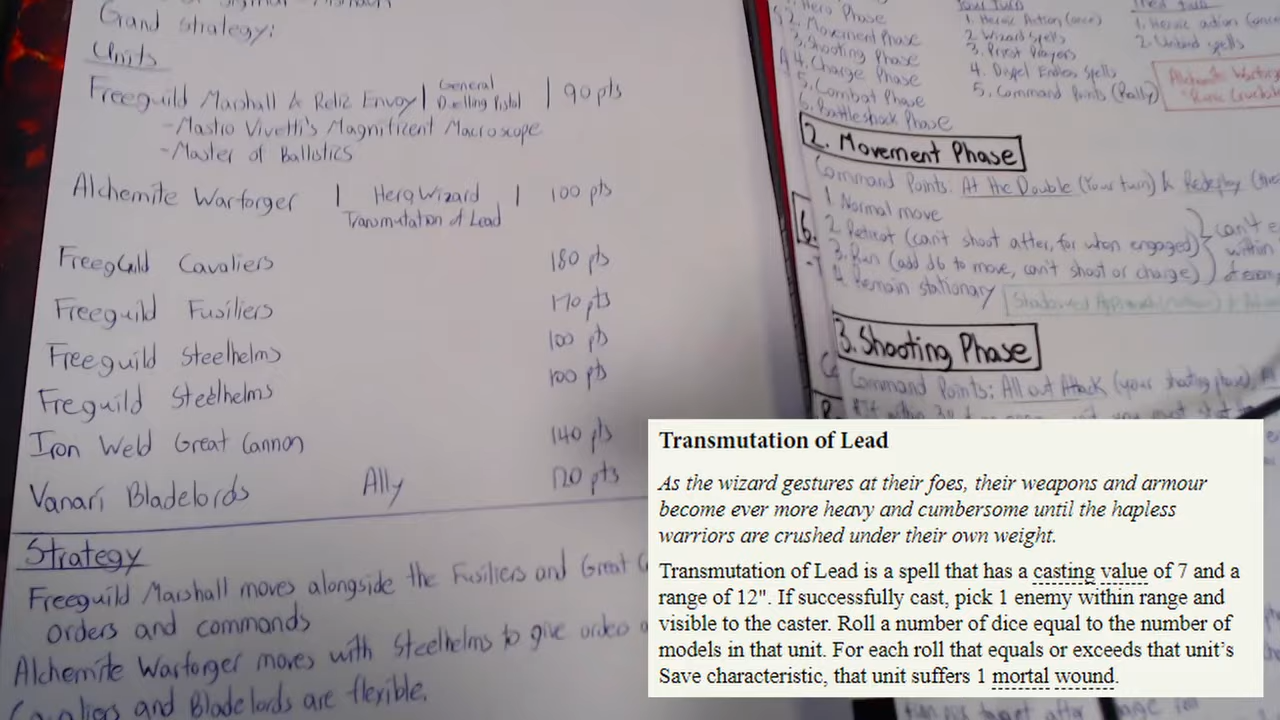 Grand Strategy:
Units
Freeguild Marshall & Relic Envoy | General | 90 pts
Duelling Pistol
-Mastro Vivetti's Magnificent Macroscope
-Master of Ballistics
Alchemite Warforger | Hero, Wizard | 100 pts
Transmutation of Lead
Freeguild Cavaliers 180 pts
Freeguild Fusiliers 170 pts
Freeguild Steelhelms 100 pts
Freguild Steelhelms 100 pts
Iron Weld Great Cannon 140 pts
Vanari Bladelords Ally 120 pts
Strategy
Freeguild Marshall moves alongside the Fusiliers and Great
orders and commands
Alchemite Warforger moves with Steelhelms to give orders
and Bladelords are flexible.
Hero Phase
2. Movement Phase
3. Shooting Phase
4. Charge Phase
5. Combat Phase
6. Battleshock Phase
Your Turn
1. Heroic Action (once)
2. Wizard Spells
3. Priest Prayers
4. Dispel Endless Spells
5. Command Points (Rally)
1. Heroic action (once
2. Unbind spells
Alchemite Warforger
2. Movement Phase
Command Points: At the Double (Your turn) & Redeploy
1. Normal move
2. Retreat (can't shoot after, for when engaged)
3. Run (add d6 to move, can't shoot or charge)
4. Remain stationary
can't
within
6.
3. Shooting Phase
Command Points: All out Attack (your shooting phase),
Transmutation of Lead
As the wizard gestures at their foes, their weapons and armour
become ever more heavy and cumbersome until the hapless
warriors are crushed under their own weight.
Transmutation of Lead is a spell that has a casting value of 7 and a
range of 12". If successfully cast, pick 1 enemy within range and
visible to the caster. Roll a number of dice equal to the number of
models in that unit. For each roll that equals or exceeds that unit's
Save characteristic, that unit suffers 1 mortal wound.